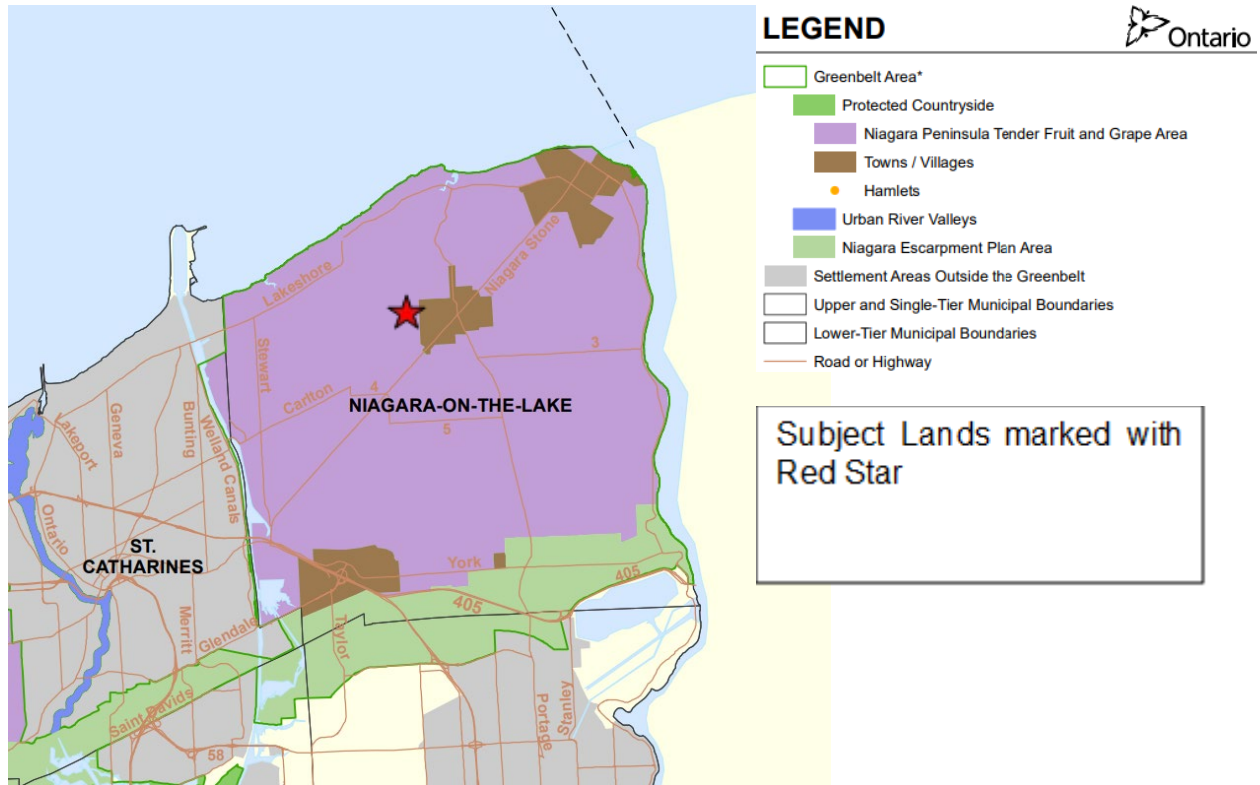 LEGEND
Ontario
Greenbelt Area*
Protected Countryside
Niagara Peninsula Tender Fruit and Grape Area
Towns / Villages
Hamlets
Urban River Valleys
Niagara Escarpment Plan Area
Settlement Areas Outside the Greenbelt
Upper and Single-Tier Municipal Boundaries
Lower-Tier Municipal Boundaries
Road or Highway
Subject Lands marked with
Red Star
Lakeshore
Niagara Stone
Stewart
3
Carlton
4
NIAGARA-ON-THE-LAKE
5
Lakeport
Geneva
Bunting
Welland Canals
Ontario
ST.
CATHARINES
York
405
405
Merritt
Glendale
Taylor
Saint Davids
Portage
Stanley
58